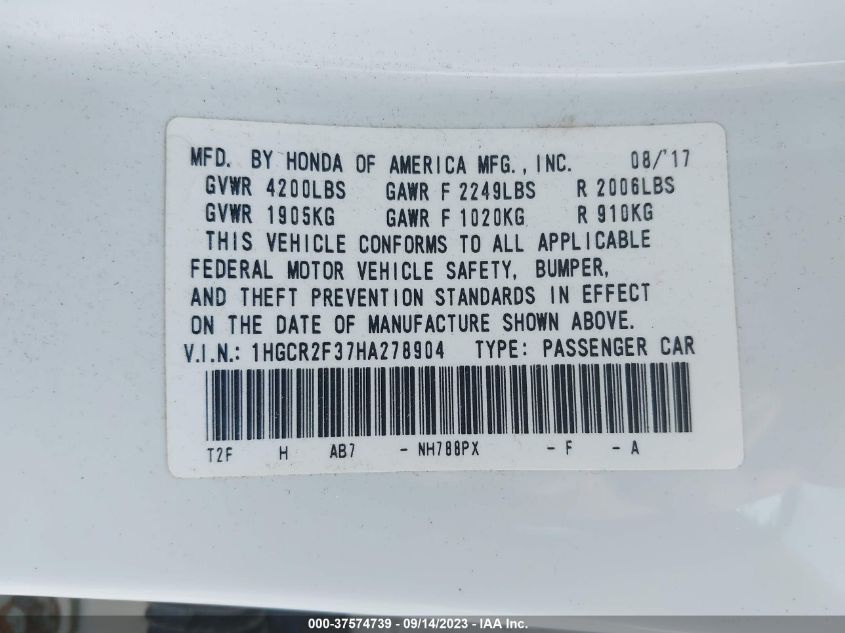 MFD. BY HONDA OF AMERICA MFG., INC. 08/'17
GVWR 4200LBS GAWR F 2249LBS R 2006LBS
GVWR 1905KG GAWR F 1020KG R 910KG
THIS VEHICLE CONFORMS TO ALL APPLICABLE
FEDERAL MOTOR VEHICLE SAFETY, BUMPER,
AND THEFT PREVENTION STANDARDS IN EFFECT
ON THE DATE OF MANUFACTURE SHOWN ABOVE.
V.I.N.: 1HGCR2F37HA278904 TYPE: PASSENGER CAR
T2F H AB7 - NH788PX - F - A
000-37574739 - 09/14/2023 - IAA Inc.